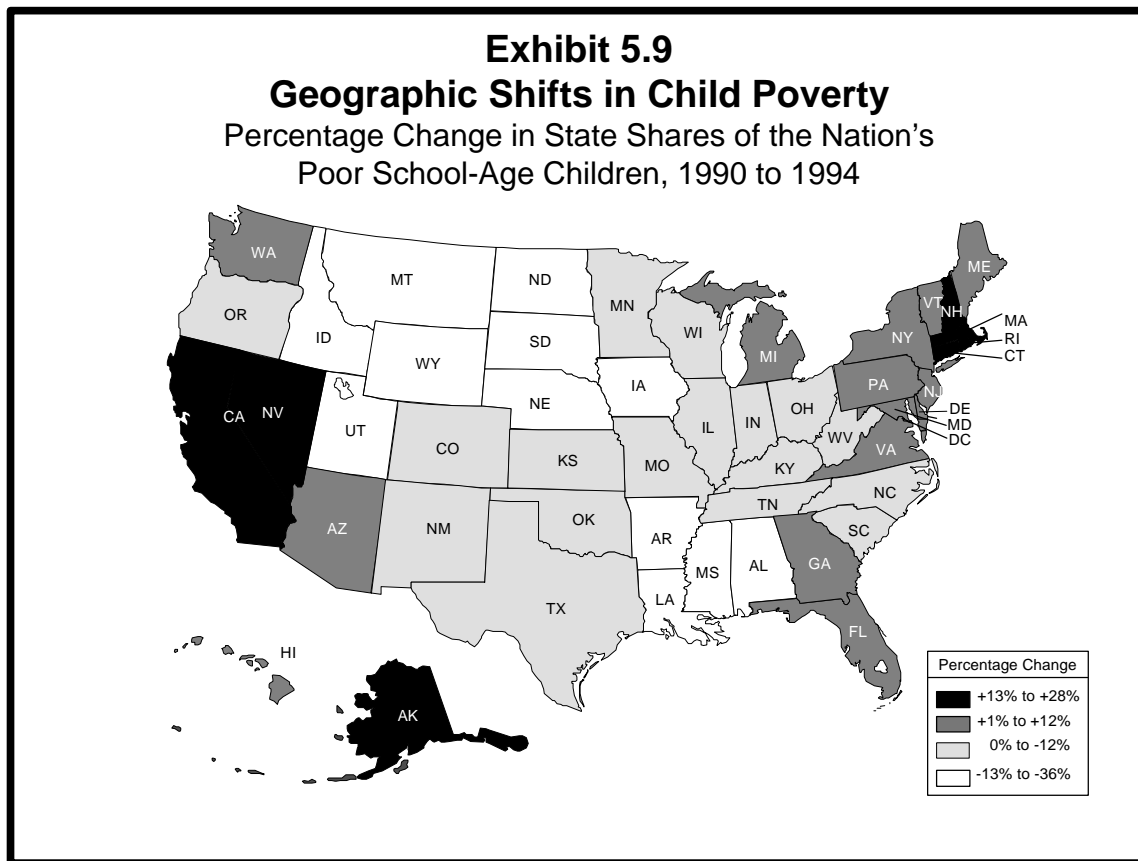 Exhibit 5.9
Geographic Shifts in Child Poverty
Percentage Change in State Shares of the Nation’s
Poor School-Age Children, 1990 to 1994
WA
MT
ND
MN
ME
VT
NH
OR
ID
SD
WI
MI
NY
MA
RI
CT
WY
IA
PA
NJ
NE
CA
NV
UT
CO
KS
MO
IL
IN
OH
WV
VA
DE
MD
DC
KY
AZ
NM
OK
TN
NC
AR
SC
MS
AL
GA
TX
LA
FL
HI
AK
Percentage Change
+13% to +28%
+1% to +12%
0% to -12%
-13% to -36%